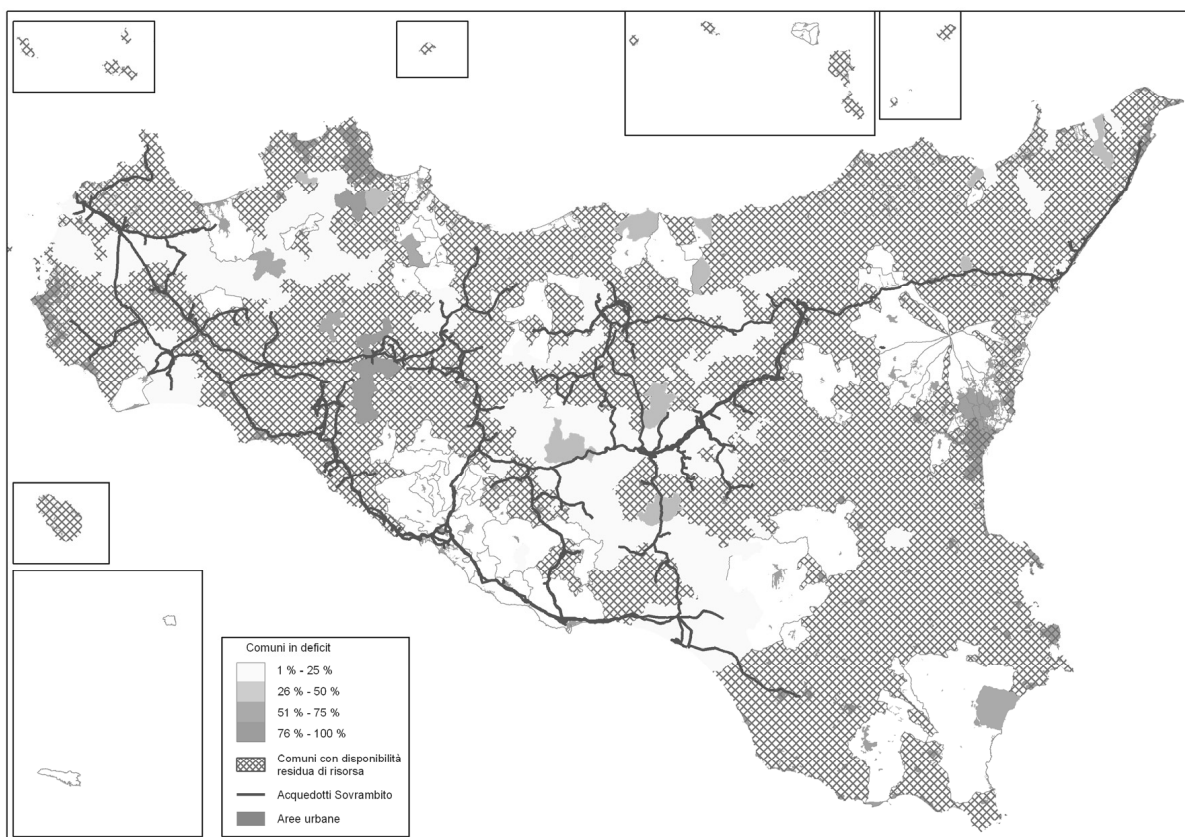 Comuni in deficit
1 % - 25 %
26 % - 50 %
51 % - 75 %
76 % - 100 %
Comuni con disponibilità
residua di risorsa
Acquedotti Sovrambito
Aree urbane